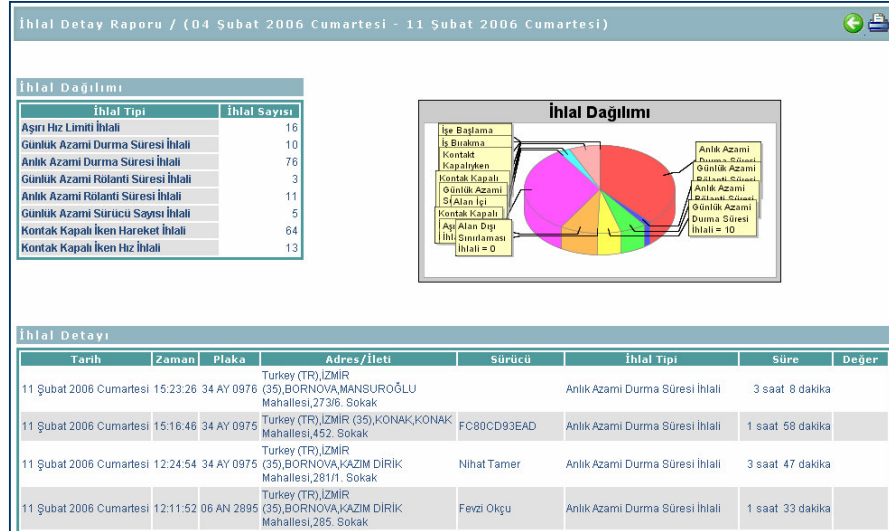 İhlal Detay Raporu / (04 Şubat 2006 Cumartesi - 11 Şubat 2006 Cumartesi)
İhlal Dağılımı
İhlal Tipi İhlal Sayısı
Aşırı Hız Limiti İhlali 16
Günlük Azami Durma Süresi İhlali 10
Anlık Azami Durma Süresi İhlali 76
Günlük Azami Rölanti Süresi İhlali 3
Anlık Azami Rölanti Süresi İhlali 11
Günlük Azami Sürücü Sayısı İhlali 5
Kontak Kapalı İken Hareket İhlali 64
Kontak Kapalı İken Hız İhlali 13
İhlal Dağılımı
İşe Başlama
İş Bırakma
Kontakt
Kapalıyken
Kontak Kapalı
Günlük Azami
Alan İçi
Kontak Kapalı
Alan Dışı
Sınırlaması
İhlali = 0
Anlık Azami
Durma Süresi
Günlük Azami
Rölanti Süresi
Anlık Azami
Rölanti Süresi
Günlük Azami
Durma Süresi
İhlali = 10
İhlal Detayı
Tarih Zaman Plaka Adres/İleti Sürücü İhlal Tipi Süre Değer
Turkey (TR),İZMİR
11 Şubat 2006 Cumartesi 15:23:26 34 AY 0976 (35),BORNOVA,MANSUROĞLU Anlık Azami Durma Süresi İhlali 3 saat 8 dakika
Mahallesi,273/6. Sokak
11 Şubat 2006 Cumartesi 15:16:46 34 AY 0975 Turkey (TR),İZMİR (35),KONAK,KONAK FC80CD93EAD Anlık Azami Durma Süresi İhlali 1 saat 58 dakika
Mahallesi,452. Sokak
Turkey (TR),İZMİR
11 Şubat 2006 Cumartesi 12:24:54 34 AY 0975 (35),BORNOVA,KAZIM DİRİK Nihat Tamer Anlık Azami Durma Süresi İhlali 3 saat 47 dakika
Mahallesi,281/1. Sokak
Turkey (TR),İZMİR
11 Şubat 2006 Cumartesi 12:11:52 06 AN 2895 (35),BORNOVA,KAZIM DİRİK Fevzi Okçu Anlık Azami Durma Süresi İhlali 1 saat 33 dakika
Mahallesi,285. Sokak